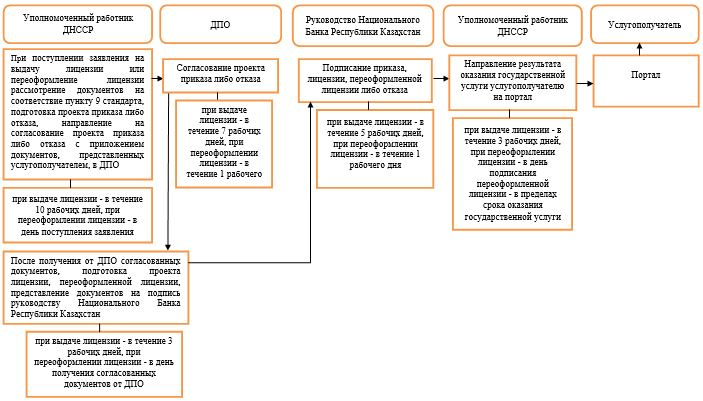 Уполномоченный работник
ДНССР
ДПО
Руководство Национального
Банка Республики Казахстан
Уполномоченный работник
ДНССР
Услугополучатель
При поступлении заявления на
выдачу лицензии или
переоформление лицензии
рассмотрение документов на
соответствие пункту 9 стандарта,
подготовка проекта приказа либо
отказа, направление на
согласование проекта приказа
либо отказа с приложением
документов, представленных
услугополучателем, в ДПО
Согласование проекта
приказа либо отказа
Подписание приказа,
лицензии, переоформленной
лицензии либо отказа
Направление результата
оказания государственной
услуги услугополучателю
на портал
Портал
при выдаче
лицензии - в
течение 7 рабочих
дней, при
переоформлении
лицензии - в
течение 1 рабочего
при выдаче лицензии - в
течение 5 рабочих дней,
при переоформлении
лицензии - в течение 1
рабочего дня
при выдаче лицензии - в
течение 3 рабочих дней,
при переоформлении
лицензии - в день
подписания
переоформленной
лицензии - в пределах
срока оказания
государственной услуги
при выдаче лицензии - в течение
10 рабочих дней, при
переоформлении лицензии - в
день поступления заявления
После получения от ДПО согласованных
документов, подготовка проекта
лицензии, переоформленной лицензии,
представление документов на подпись
руководству Национального Банка
Республики Казахстан
при выдаче лицензии - в течение 3
рабочих дней, при
переоформлении лицензии - в день
получения согласованных
документов от ДПО